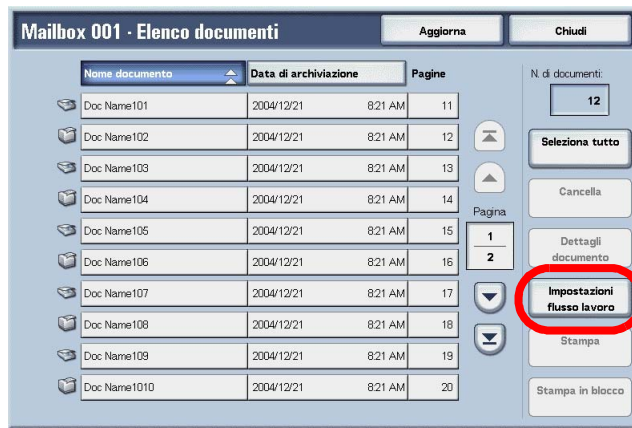 Mailbox 001 - Elenco documenti
Aggiorna
Chiudi
Nome documento
Data di archiviazione
Pagine
N. di documenti:
12
Doc Name101 2004/12/21 8:21 AM 11
Doc Name102 2004/12/21 8:21 AM 12
Doc Name103 2004/12/21 8:21 AM 13
Doc Name104 2004/12/21 8:21 AM 14
Doc Name105 2004/12/21 8:21 AM 15
Doc Name106 2004/12/21 8:21 AM 16
Doc Name107 2004/12/21 8:21 AM 17
Doc Name108 2004/12/21 8:21 AM 18
Doc Name109 2004/12/21 8:21 AM 19
Doc Name1010 2004/12/21 8:21 AM 20
Pagina
1
2
Seleziona tutto
Cancella
Dettagli
documento
Impostazioni
flusso lavoro
Stampa
Stampa in blocco